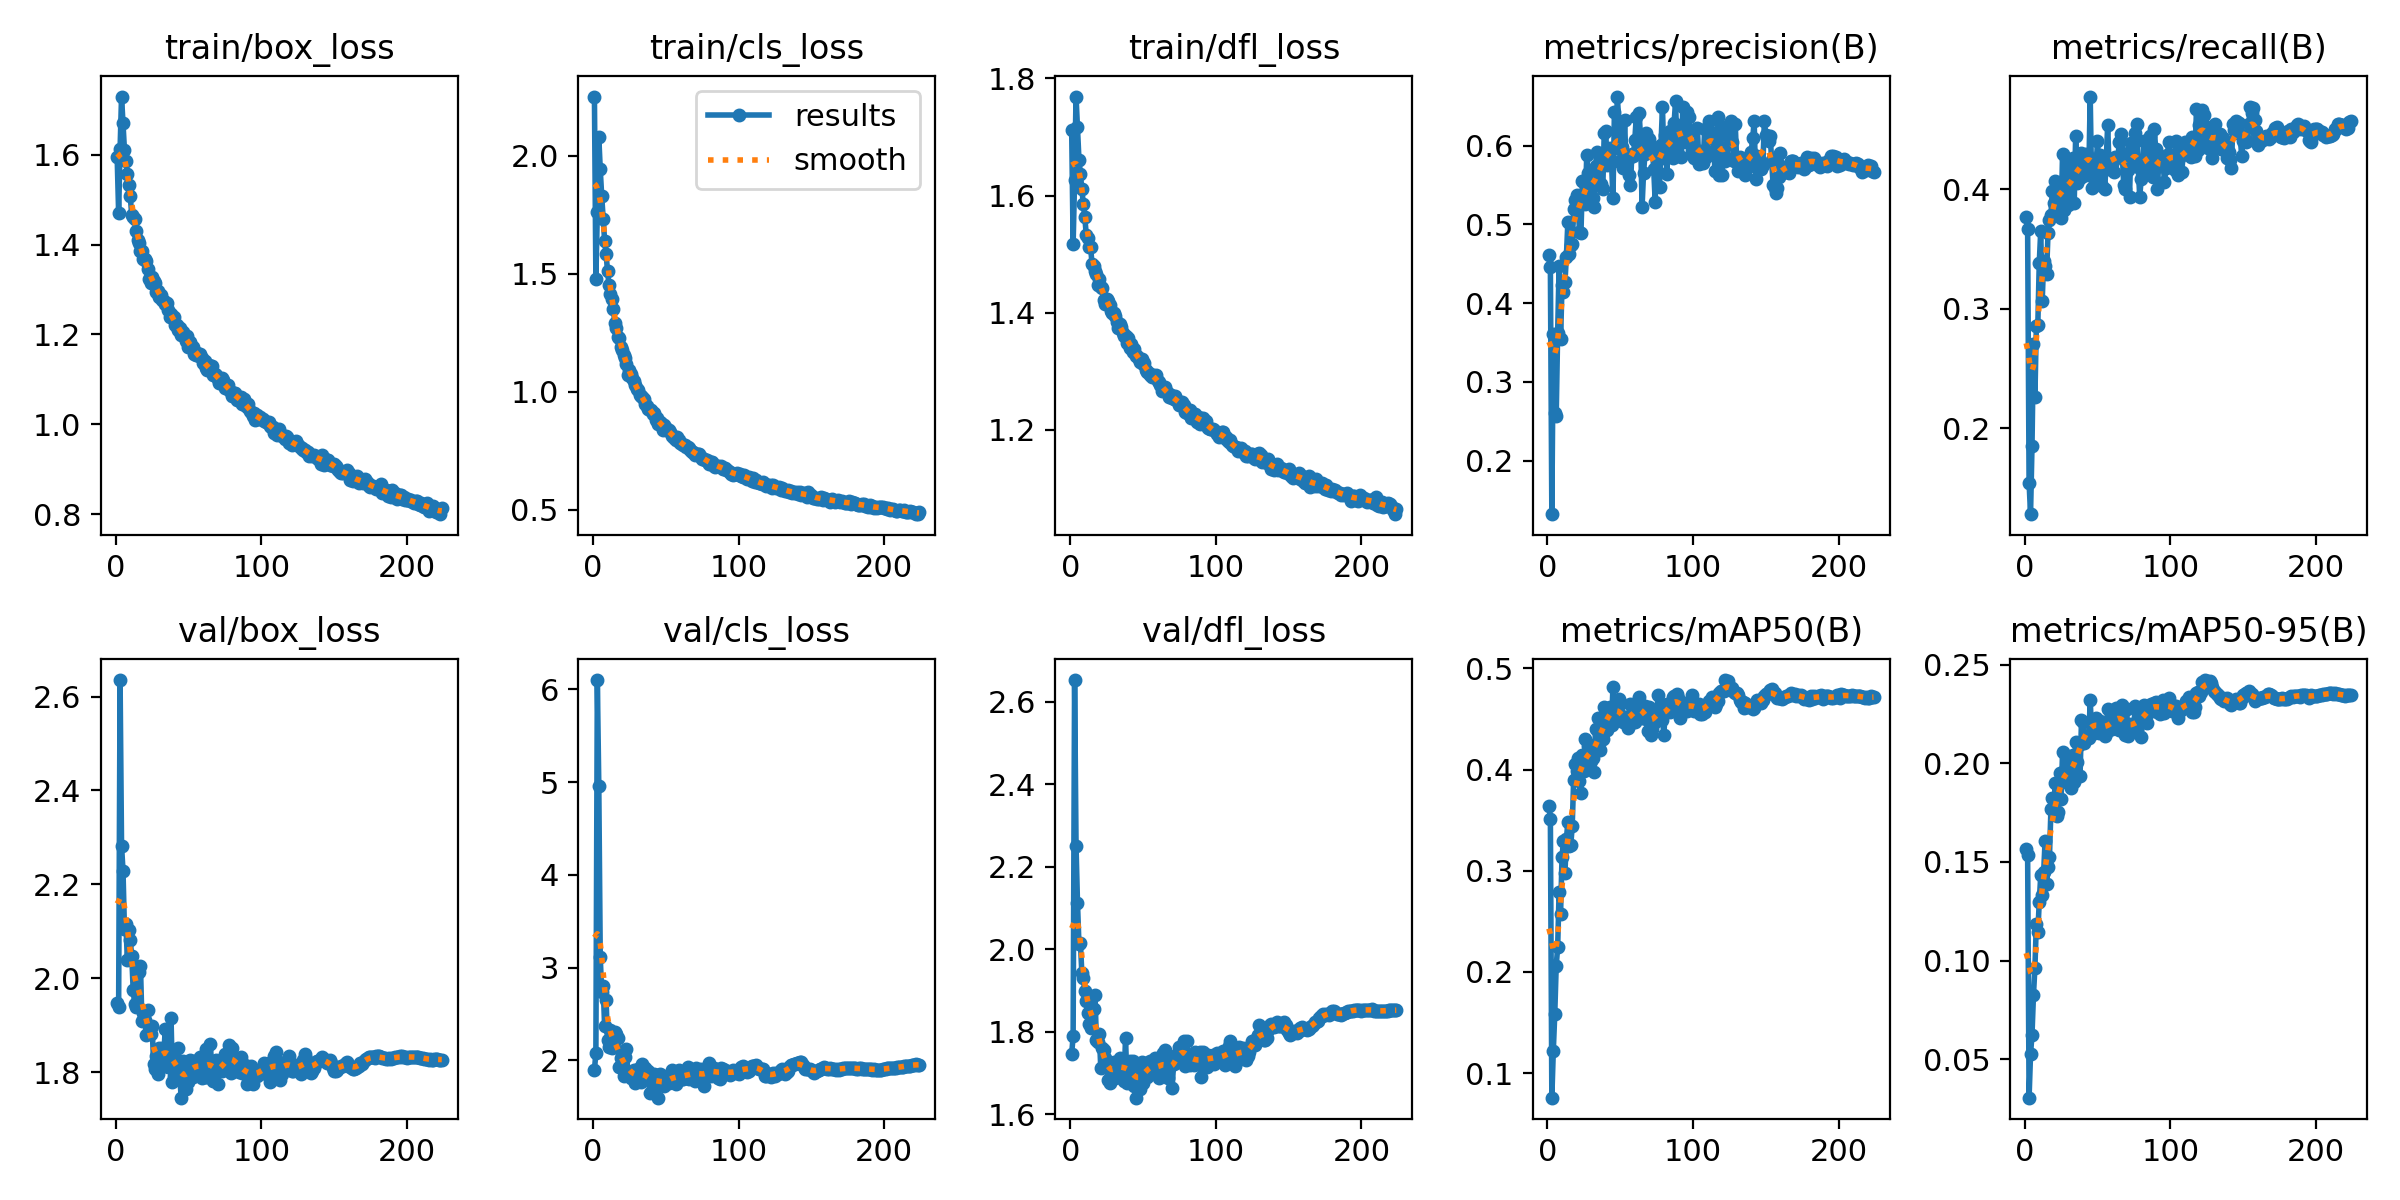 train/box_loss
1.6
1.4
1.2
1.0
0.8
0 100 200
train/cls_loss
results
smooth
2.0
1.5
1.0
0.5
0 100 200
train/dfl_loss
1.8
1.6
1.4
1.2
0 100 200
metrics/precision(B)
0.6
0.5
0.4
0.3
0.2
0 100 200
metrics/recall(B)
0.4
0.3
0.2
0 100 200
val/box_loss
2.6
2.4
2.2
2.0
1.8
0 100 200
val/cls_loss
6
5
4
3
2
0 100 200
val/dfl_loss
2.6
2.4
2.2
2.0
1.8
1.6
0 100 200
metrics/mAP50(B)
0.5
0.4
0.3
0.2
0.1
0 100 200
metrics/mAP50-95(B)
0.25
0.20
0.15
0.10
0.05
0 100 200